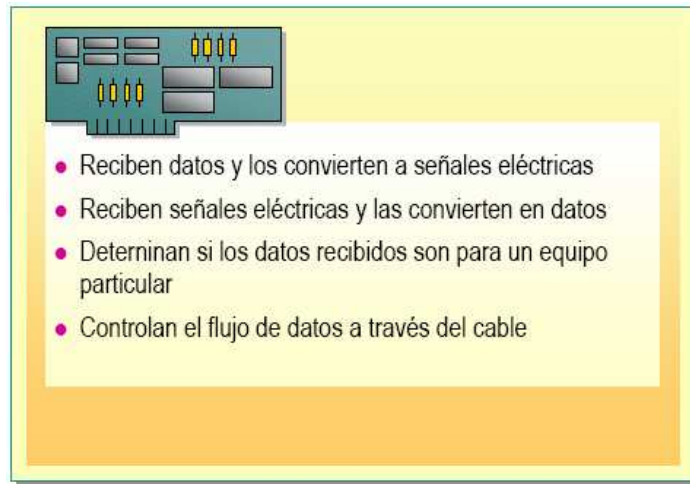 Reciben datos y los convierten a señales eléctricas
Reciben señales eléctricas y las convierten en datos
Deterninan si los datos recibidos son para un equipo
particular
Controlan el flujo de datos a través del cable